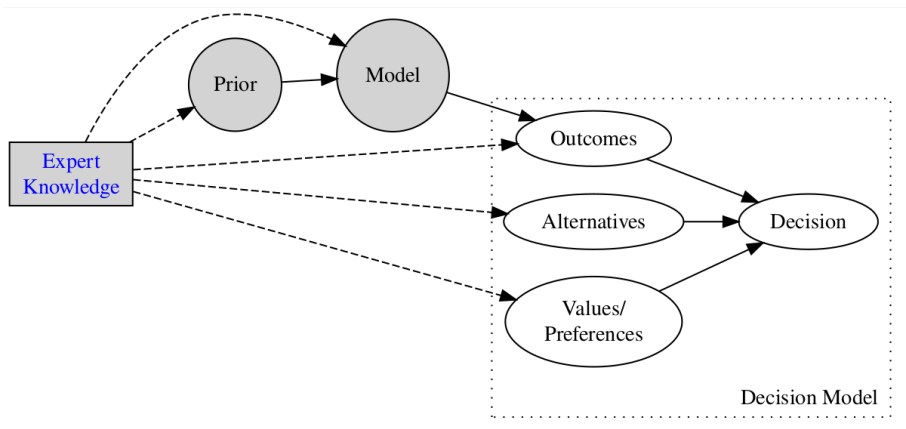 Prior
Model
Expert
Knowledge
Outcomes
Alternatives
Decision
Values/
Preferences
Decision Model